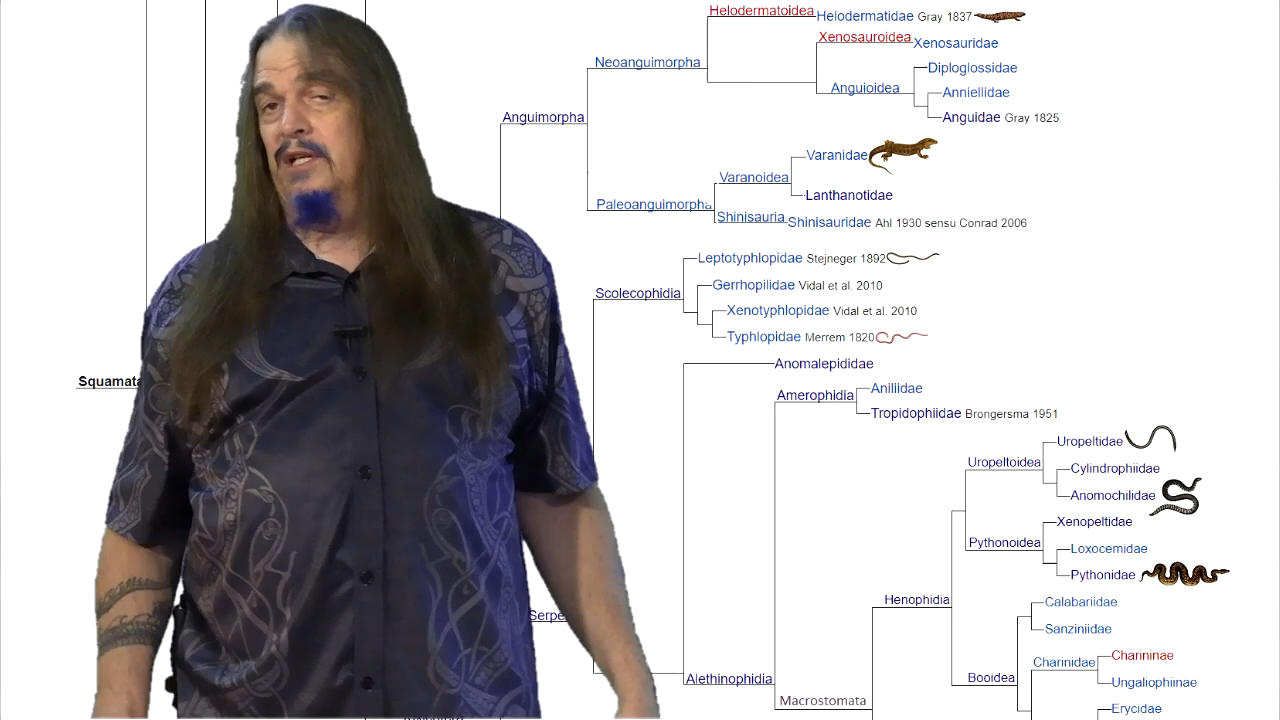 Helodermatoidea
Helodermatidae Gray 1837
Xenosauroidea
Xenosauridae
Neoanguimorpha
Diploglossidae
Anguioidea
Anniellidae
Anguimorpha
Anguidae Gray 1825
Varanidae
Varanoidea
Lanthanotidae
Paleoanguimorpha
Shinisauria
Shinisauridae Ahl 1930 sensu Conrad 2006
Leptotyphlopidae Stejneger 1892
Gerrhopilidae Vidal et al. 2010
Scolecophidia
Xenotyphlopidae Vidal et al. 2010
Typhlopidae Merrem 1820
Anomalepididae
Squamata
Aniliidae
Amerophidia
Tropidophiidae Brongersma 1951
Uropeltidae
Uropeltoidea
Cylindrophiidae
Anomochilidae
Xenopeltidae
Pythonoidea
Loxocemidae
Pythonidae
Henophidia
Calabariidae
Serpe
Sanziniidae
Charininae
Charinidae
Booidea
Ungaliophiinae
Alethinophidia
Macrostomata
Erycidae